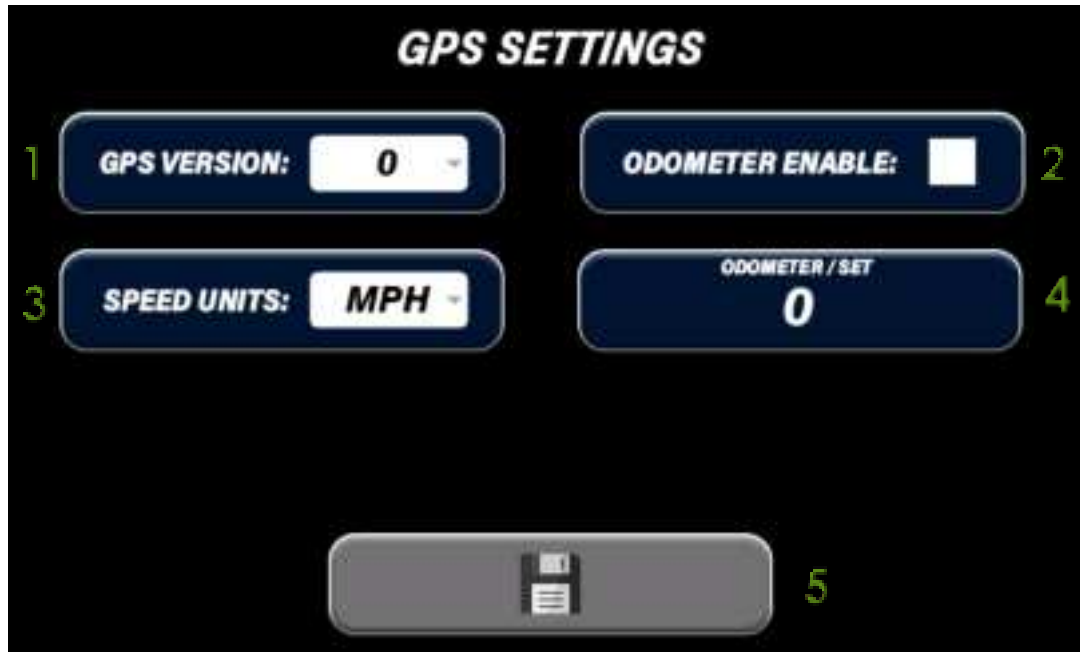 GPS SETTINGS
1 GPS VERSION: 0
ODOMETER ENABLE: 2
3 SPEED UNITS: MPH
ODOMETER / SET
0 4
5